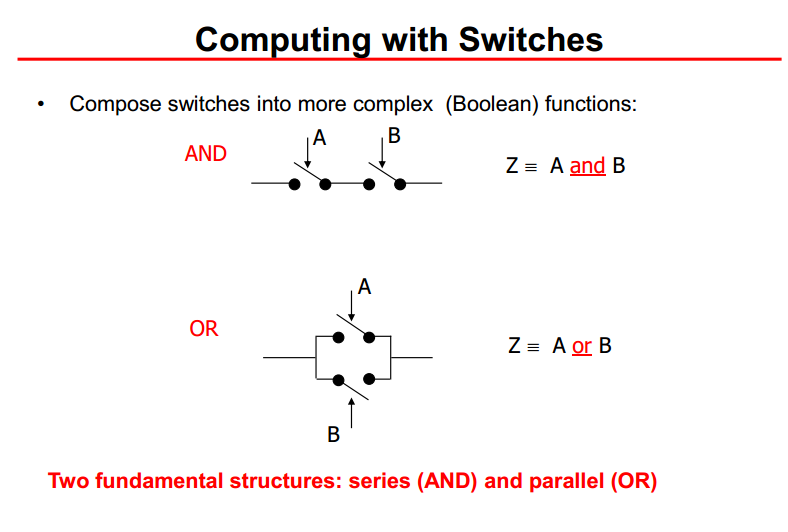 Computing with Switches
• Compose switches into more complex (Boolean) functions:
A B
AND
Z ≡ A and B
A
OR
Z ≡ A or B
B
Two fundamental structures: series (AND) and parallel (OR)